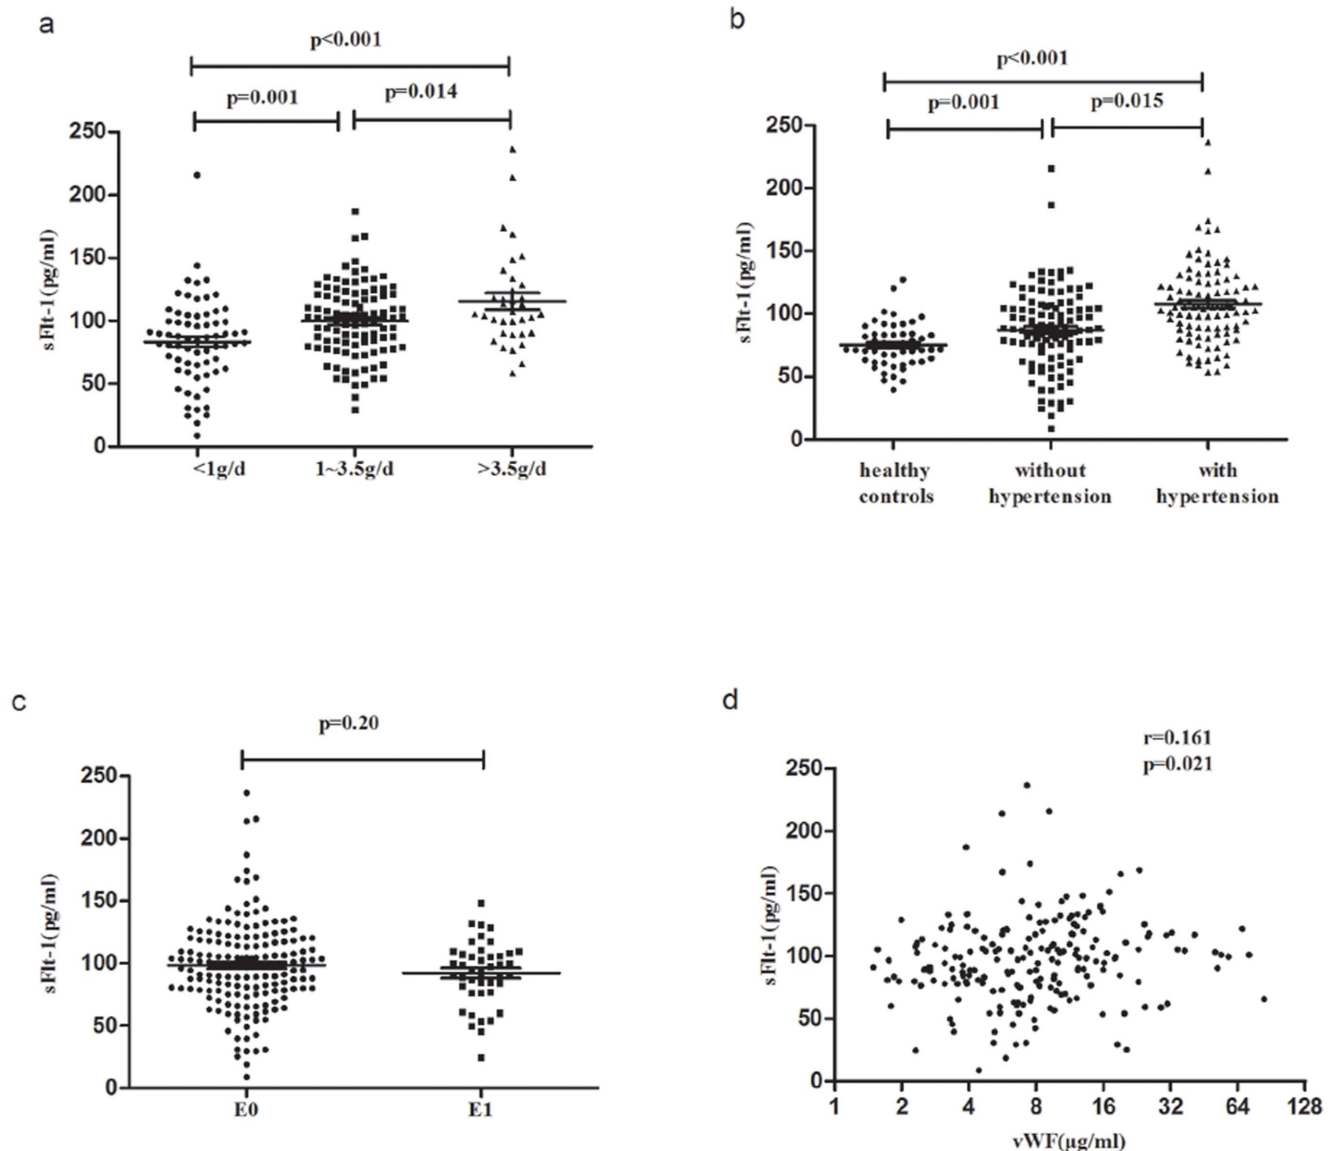 a
p<0.001
p=0.001
p=0.014
250
200
150
100
50
0
sFlt-1(pg/ml)
<1g/d
1~3.5g/d
>3.5g/d
b
p<0.001
p=0.001
p=0.015
250
200
150
100
50
0
sFlt-1(pg/ml)
healthy controls
without hypertension
with hypertension
c
p=0.20
250
200
150
100
50
0
sFlt-1(pg/ml)
E0
E1
d
r=0.161
p=0.021
250
200
150
100
50
0
sFlt-1(pg/ml)
1
2
4
8
16
32
64
128
vWF(μg/ml)